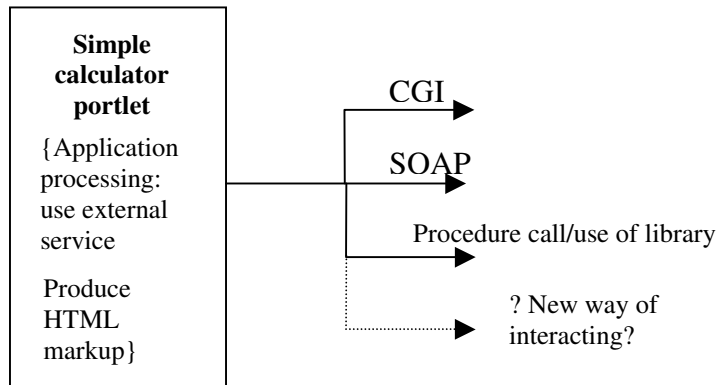 Simple
calculator
portlet
{Application
processing:
use external
service
Produce
HTML
markup}
CGI
SOAP
Procedure call/use of library
? New way of
interacting?